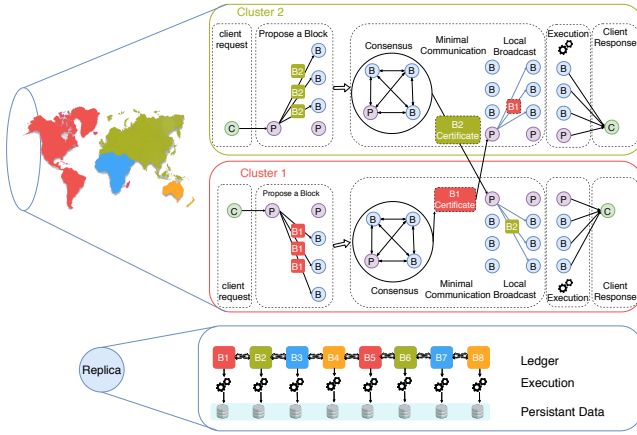 Cluster 2
client
request
Propose a Block
Minimal
Communication
Local
Broadcast
Execution
Client
Response
Consensus
B
B
B
B
B
B
B
B2
B
B
B
B
B2
B
B
B1
B
B
C
B2
B
P
P
P
P
B2
Certificate
P
B
P
C
Cluster 1
Propose a Block
B1
Certificate
C
P
P
P
B
P
C
B1
B
B
B
B
B
B
B
B1
B2
B1
B
P
B
B
B
B
B
B
B
B
B
client
request
Consensus
Minimal
Communication
Local
Broadcast
Execution
Client
Response
Replica
B1 B2 B3 B4 B5 B6 B7 B8
Ledger
Execution
Persistant Data